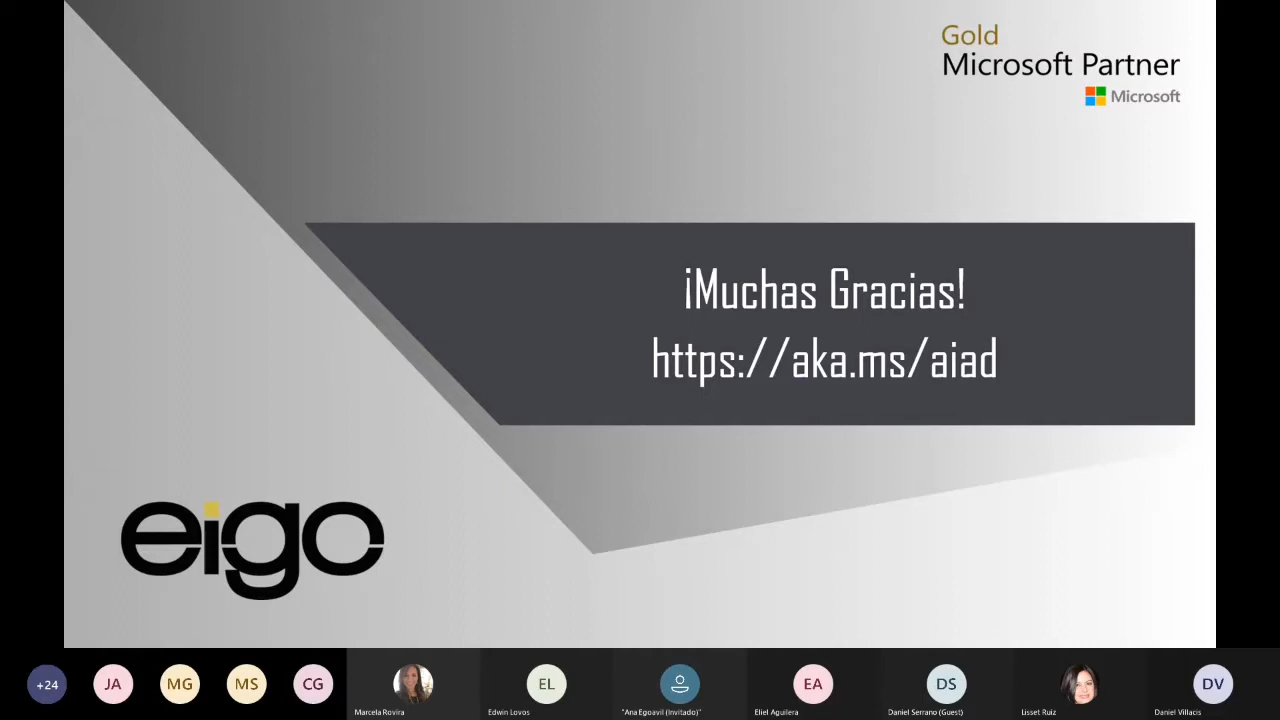 Gold
Microsoft Partner
Microsoft
¡Muchas Gracias!
https://aka.ms/aiad
eigo
+24
JA
MG
MS
CG
Marcela Rovira
EL
Edwin Lovos
"Ana Egoavil (Invitado)"
EA
Eliel Aguilera
DS
Daniel Serrano (Guest)
Lisset Ruiz
DV
Daniel Villacis